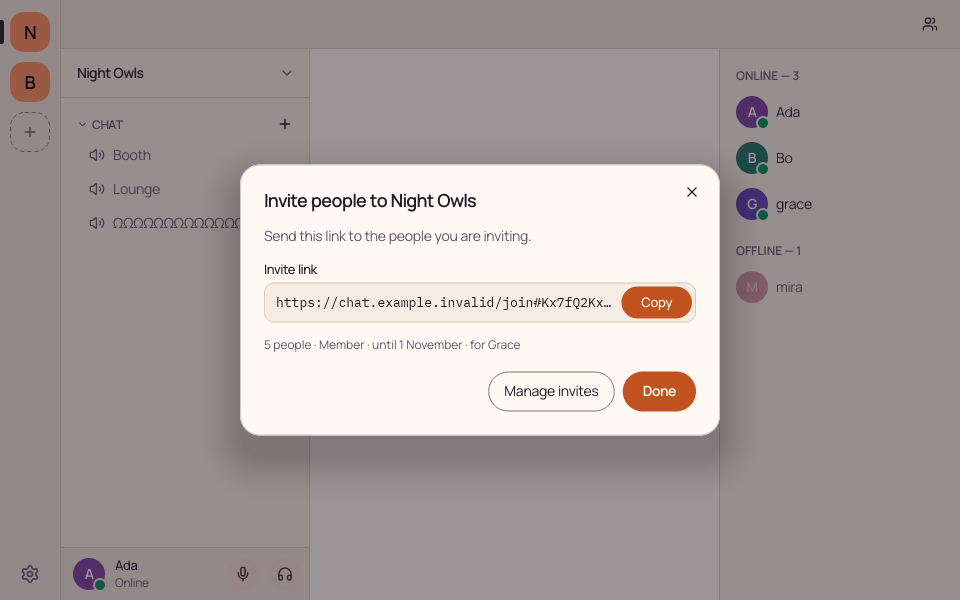 N
B
Night Owls
CHAT
Booth
Lounge
Invite people to Night Owls
Send this link to the people you are inviting.
Invite link
https://chat.example.invalid/join#Kx7fQ2Kx…
Copy
5 people · Member · until 1 November · for Grace
Manage invites
Done
ONLINE — 3
A
Ada
B
Bo
G
grace
OFFLINE — 1
M
mira
A
Ada
Online